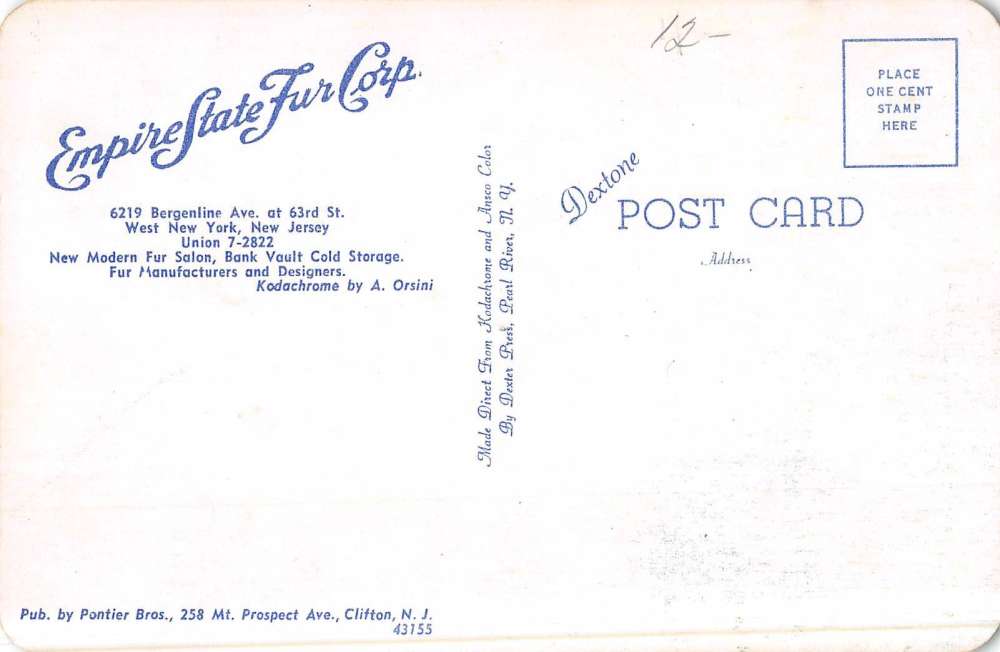 Empire State Fur Corp.
6219 Bergenline Ave. at 63rd St.
West New York, New Jersey
Union 7-2822
New Modern Fur Salon, Bank Vault Cold Storage.
Fur Manufacturers and Designers.
Kodachrome by A. Orsini
Pub. by Pontier Bros., 258 Mt. Prospect Ave., Clifton, N. J.
43155
Made Direct From Kodachrome and Ansco Color
By Dexter Press, Pearl River, N. Y.
12-
Dextone
POST CARD
Address
PLACE
ONE CENT
STAMP
HERE